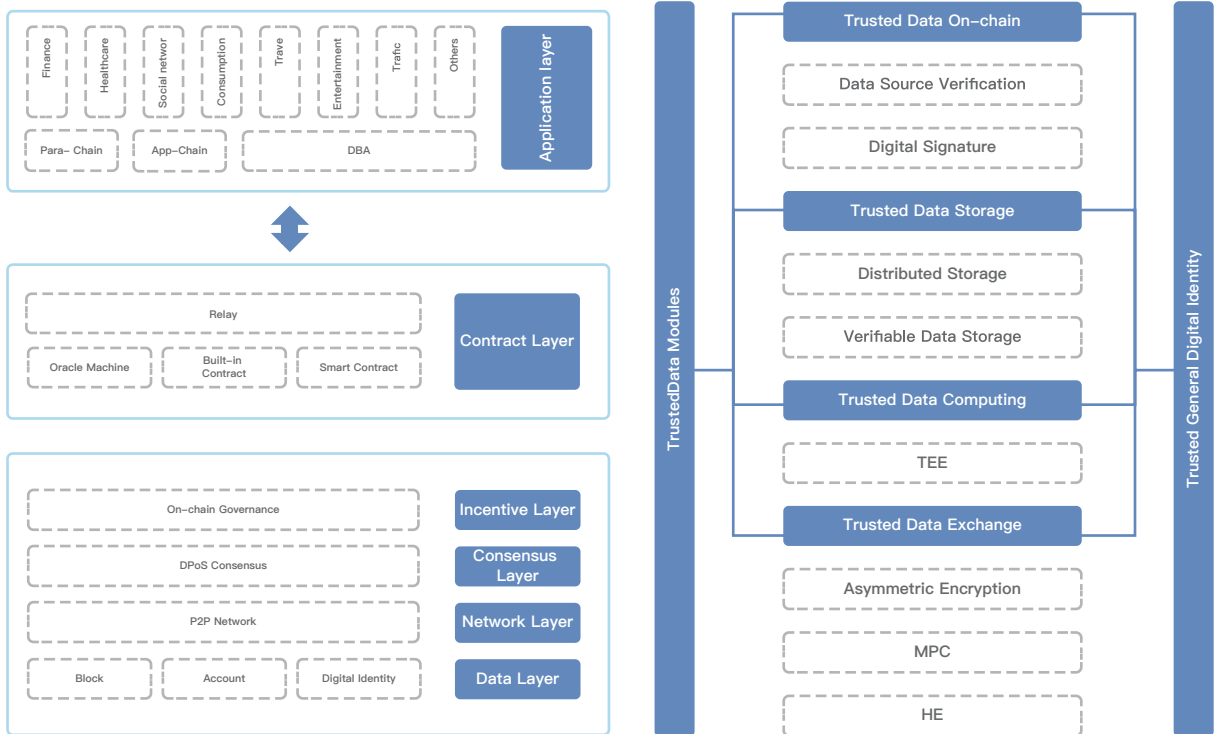 Finance
Healthcare
Social networ
Consumption
Trave
Entertainment
Trafic
Others
Para- Chain
App-Chain
DBA
Application layer
Relay
Oracle Machine
Built-in
Contract
Smart Contract
Contract Layer
On-chain Governance
Incentive Layer
DPoS Consensus
Consensus
Layer
P2P Network
Network Layer
Block
Account
Digital Identity
Data Layer
TrustedData Modules
Trusted Data On-chain
Data Source Verification
Digital Signature
Trusted Data Storage
Distributed Storage
Verifiable Data Storage
Trusted Data Computing
TEE
Trusted Data Exchange
Asymmetric Encryption
MPC
HE
Trusted General Digital Identity